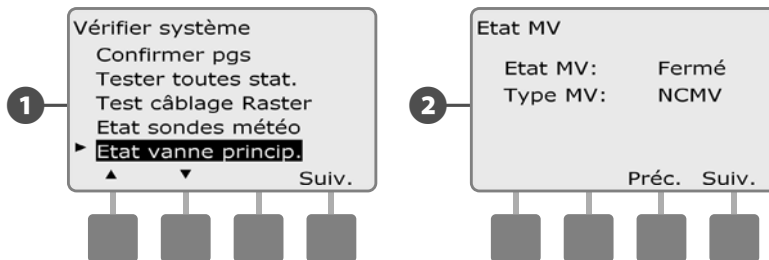 1
Vérifier système
Confirmer pgs
Tester toutes stat.
Test câblage Raster
Etat sondes météo
► Etat vanne princip.
▲ ▼ Suiv.
2
Etat MV
Etat MV: Fermé
Type MV: NCMV
Préc. Suiv.